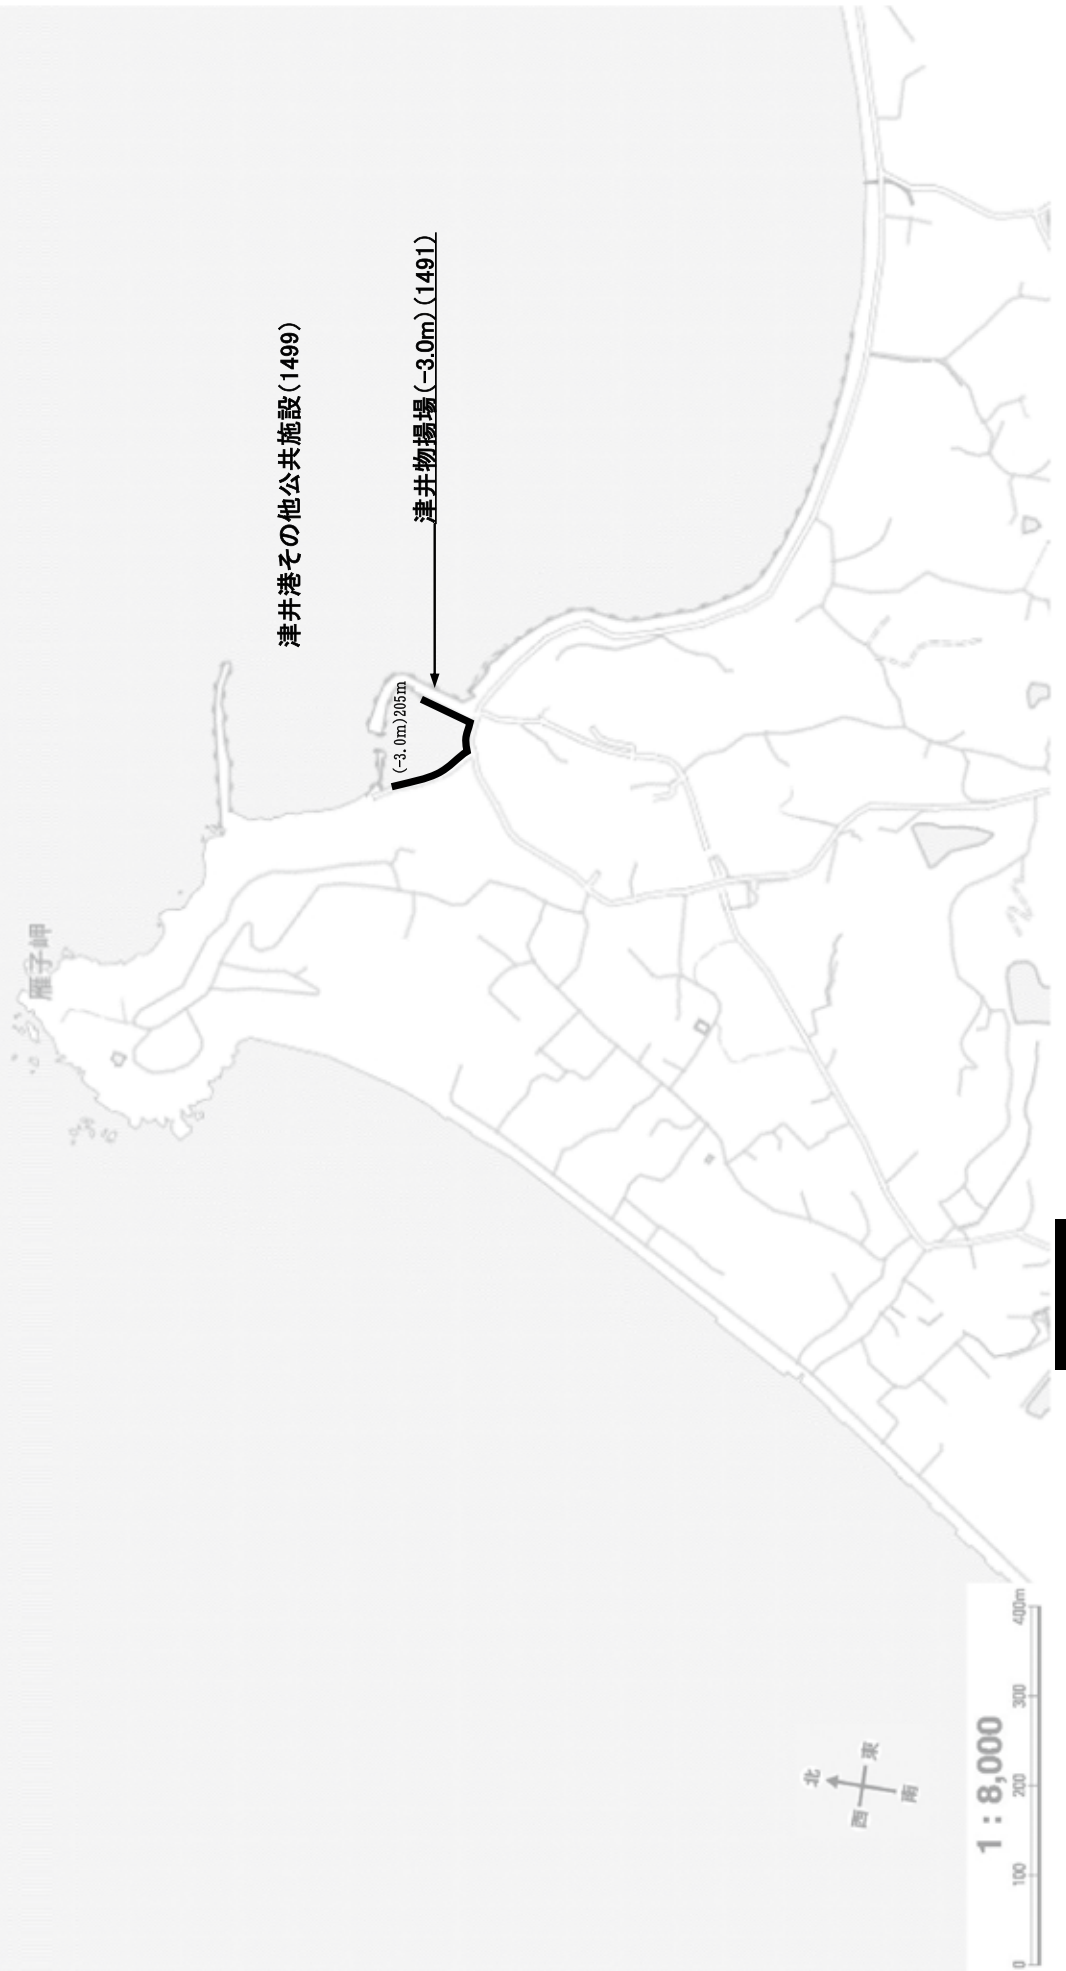 雁子岬
津井港その他公共施設(1499)
津井物揚場(-3.0m)(1491)
(-3.0m)205m
北
東
西
南
1:8,000
0 100 200 300 400m